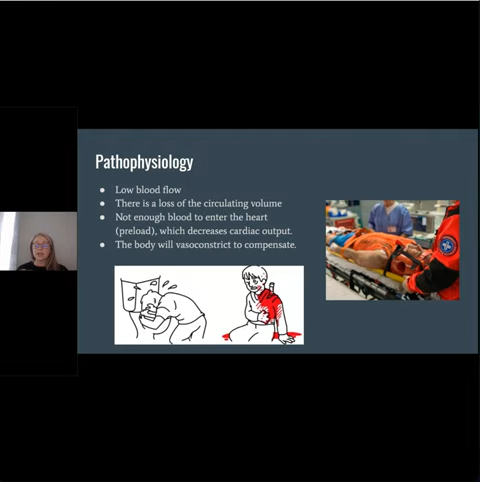 Pathophysiology
● Low blood flow
● There is a loss of the circulating volume
● Not enough blood to enter the heart
(preload), which decreases cardiac output.
● The body will vasoconstrict to compensate.